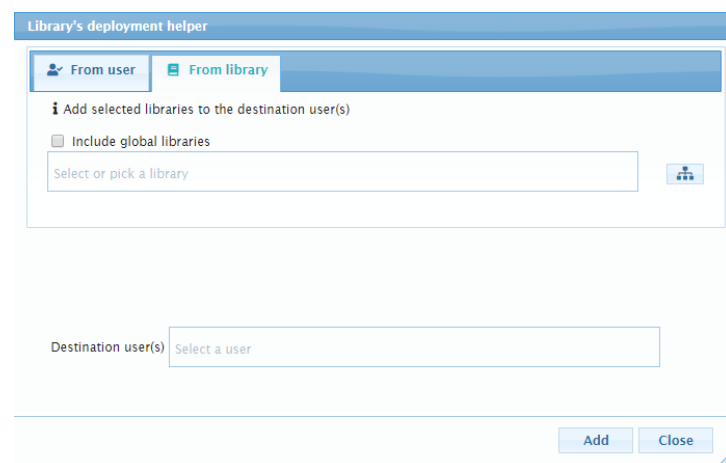 Library's deployment helper
From user From library
i Add selected libraries to the destination user(s)
Include global libraries
Select or pick a library
Destination user(s) Select a user
Add Close